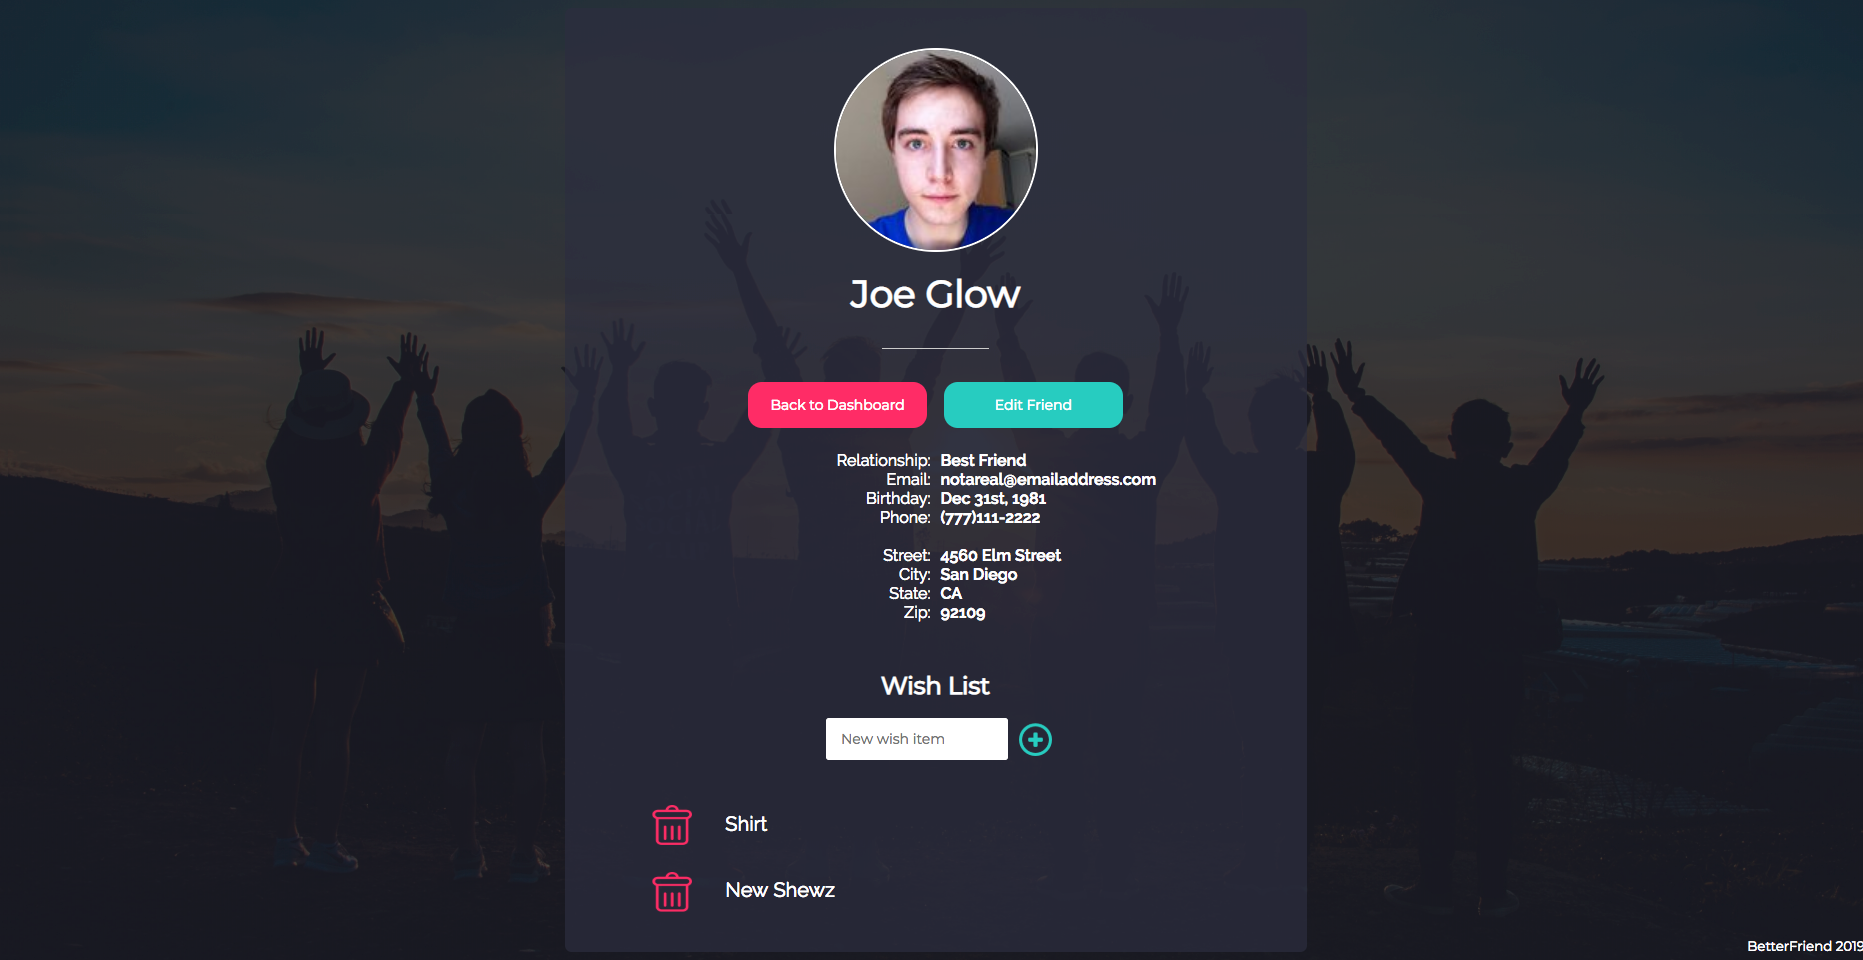 Joe Glow
Back to Dashboard
Edit Friend
Relationship: Best Friend
Email: notareal@emailaddress.com
Birthday: Dec 31st, 1981
Phone: (777)111-2222
Street: 4560 Elm Street
City: San Diego
State: CA
Zip: 92109
Wish List
New wish item
Shirt
New Shewz
BetterFriend 2019